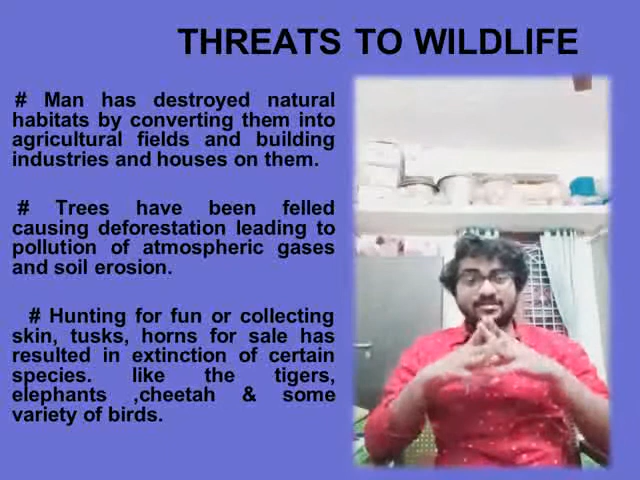 THREATS TO WILDLIFE
# Man has destroyed natural
habitats by converting them into
agricultural fields and building
industries and houses on them.
# Trees have been felled
causing deforestation leading to
pollution of atmospheric gases
and soil erosion.
# Hunting for fun or collecting
skin, tusks, horns for sale has
resulted in extinction of certain
species. like the tigers,
elephants ,cheetah & some
variety of birds.